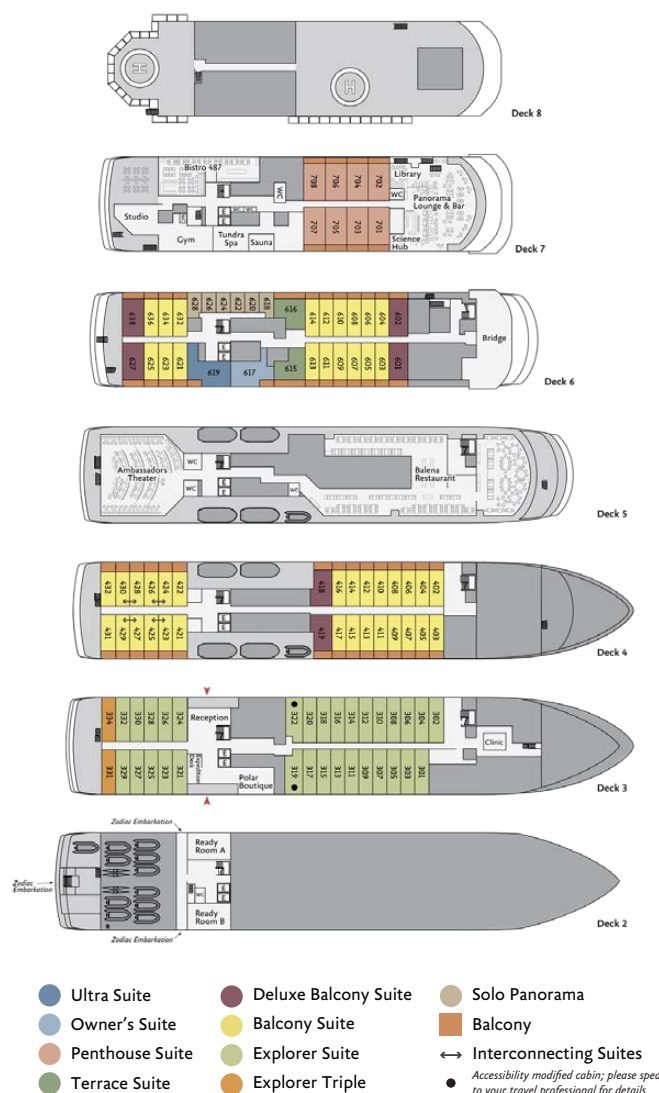 Deck 8
Bistro 487
WC
708
706
704
702
Library
WC
Panorama
Lounge & Bar
Studio
WC
WC
WC
E
E
Gym
Tundra
Spa
Sauna
707
705
703
701
Science
Hub
Deck 7
638
636
634
632
628
626
624
622
620
618
616
614
612
610
608
606
604
602
Bridge
E
E
627
625
623
621
619
617
615
613
611
609
607
605
603
601
Deck 6
Ambassadors
Theater
WC
WC
E
E
WC
Balena
Restaurant
Deck 5
432
430
428
426
424
422
418
416
414
412
410
408
406
404
402
E
E
431
429
427
425
423
421
419
417
415
413
411
409
407
405
403
Deck 4
334
332
330
328
326
324
Reception
322
320
318
316
314
312
310
308
306
304
302
Clinic
E
E
331
329
327
325
323
321
Expedition
Desk
Polar
Boutique
319
317
315
313
311
309
307
305
303
301
Deck 3
Zodiac Embarkation
Ready
Room A
Zodiac
Embarkation
WC
E
E
Ready
Room B
Zodiac Embarkation
Deck 2
Ultra Suite
Deluxe Balcony Suite
Solo Panorama
Owner's Suite
Balcony Suite
Balcony
Penthouse Suite
Explorer Suite
Interconnecting Suites
Terrace Suite
Explorer Triple
Accessibility modified cabin; please spea
to your travel professional for details